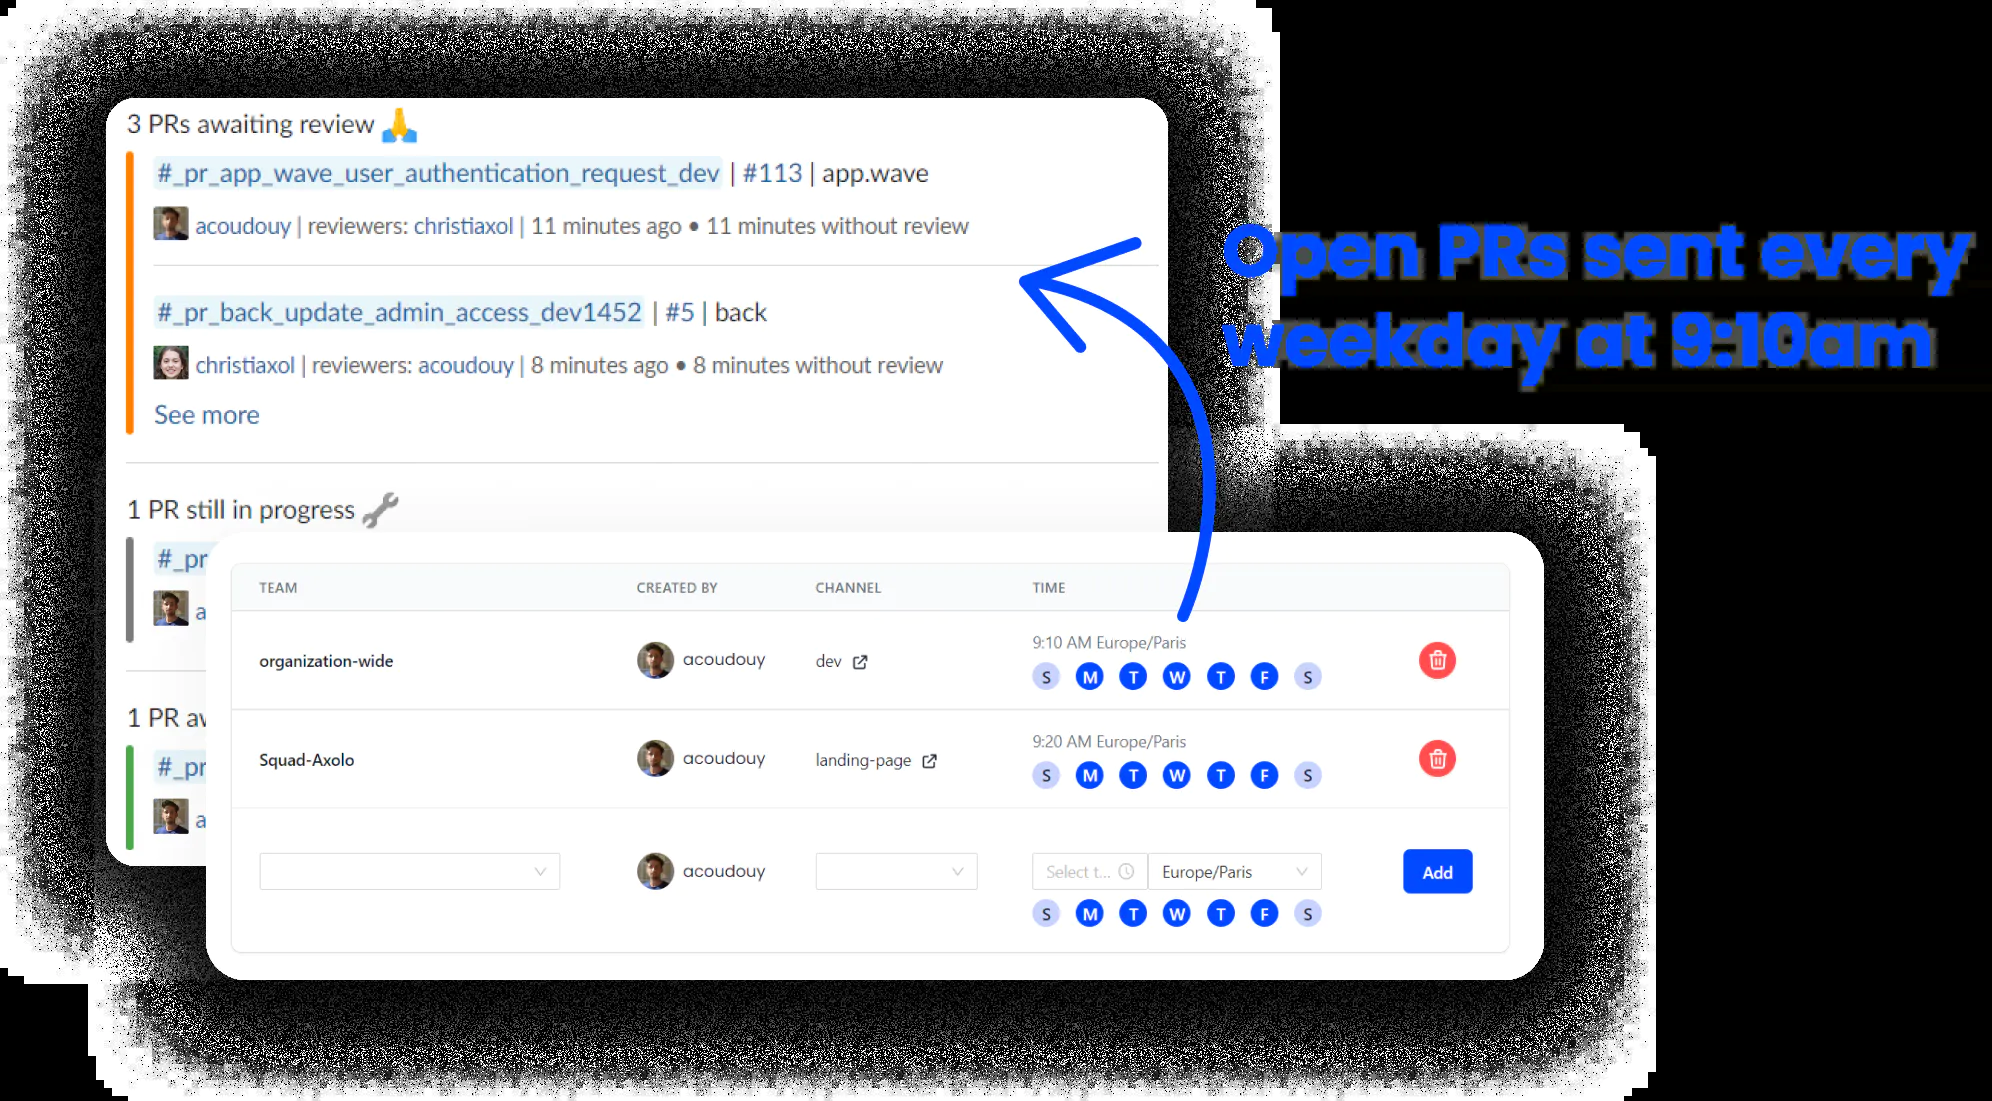 3 PRs awaiting review
#_pr_app_wave_user_authentication_request_dev | #113 | app.wave
acoudouy | reviewers: christiaxol | 11 minutes ago • 11 minutes without review
#_pr_back_update_admin_access_dev1452 | #5 | back
christiaxol | reviewers: acoudouy | 8 minutes ago • 8 minutes without review
See more
Open PRs sent every
weekday at 9:10am
1 PR still in progress
#_pr
a
1 PR
#_pr
a
TEAM CREATED BY CHANNEL TIME
organization-wide acoudouy dev 9:10 AM Europe/Paris
S M T W T F S
Squad-Axolo acoudouy landing-page 9:20 AM Europe/Paris
S M T W T F S
acoudouy Select t... Europe/Paris Add
S M T W T F S